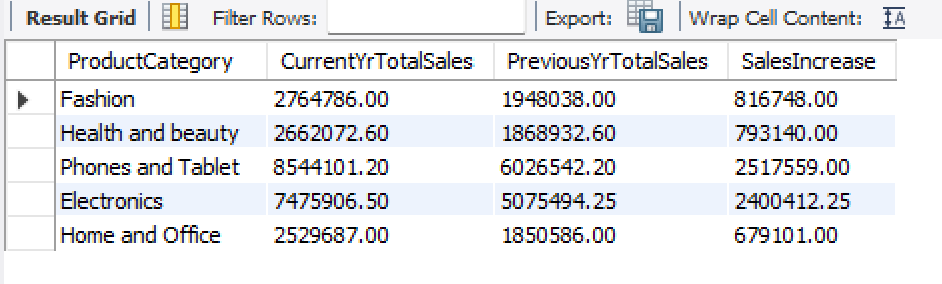 Result Grid Filter Rows: Export: Wrap Cell Content: IA
ProductCategory CurrentYrTotalSales PreviousYrTotalSales SalesIncrease
Fashion 2764786.00 1948038.00 816748.00
Health and beauty 2662072.60 1868932.60 793140.00
Phones and Tablet 8544101.20 6026542.20 2517559.00
Electronics 7475906.50 5075494.25 2400412.25
Home and Office 2529687.00 1850586.00 679101.00